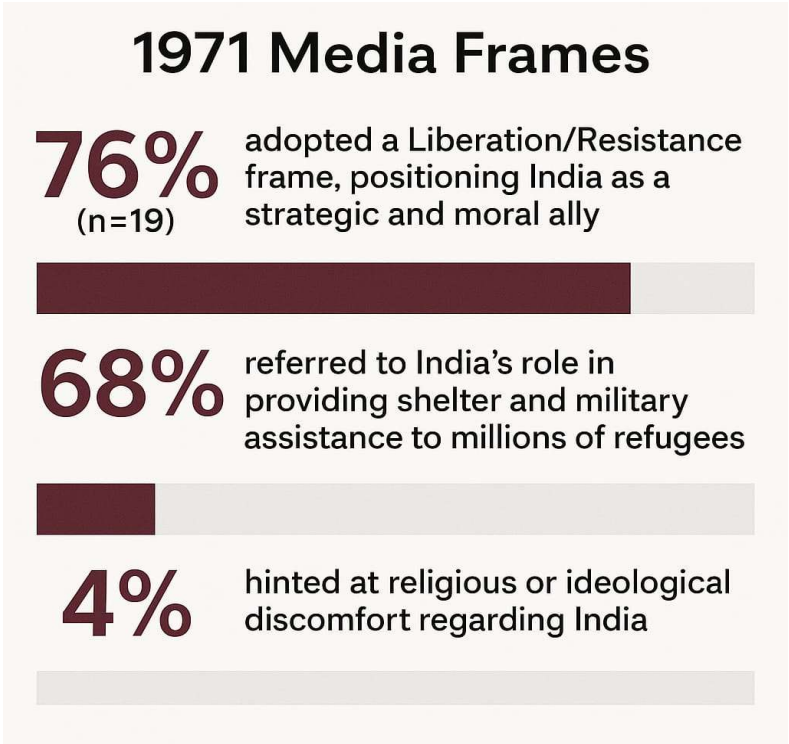 1971 Media Frames
76%
(n=19)
adopted a Liberation/Resistance
frame, positioning India as a
strategic and moral ally
68%
referred to India’s role in
providing shelter and military
assistance to millions of refugees
4%
hinted at religious or ideological
discomfort regarding India